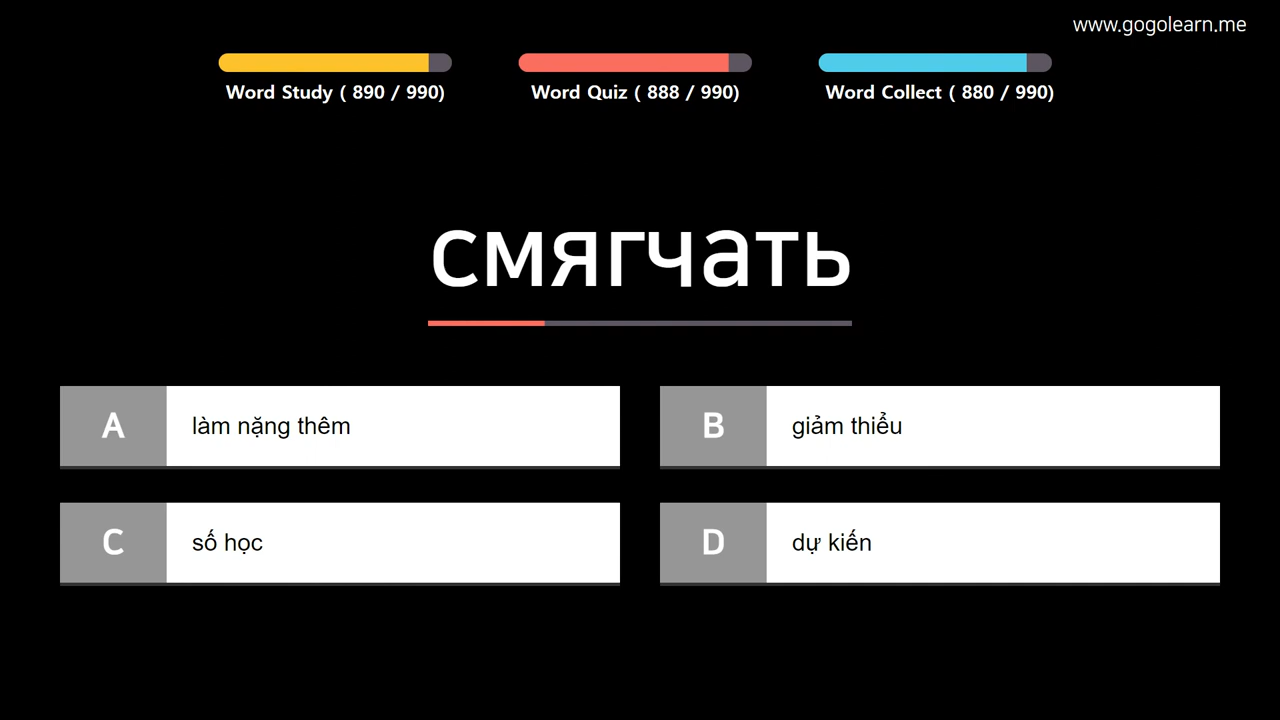 www.gogolearn.me
Word Study ( 890 / 990)
Word Quiz ( 888 / 990)
Word Collect ( 880 / 990)
смягчать
A
làm nặng thêm
B
giảm thiểu
C
số học
D
dự kiến